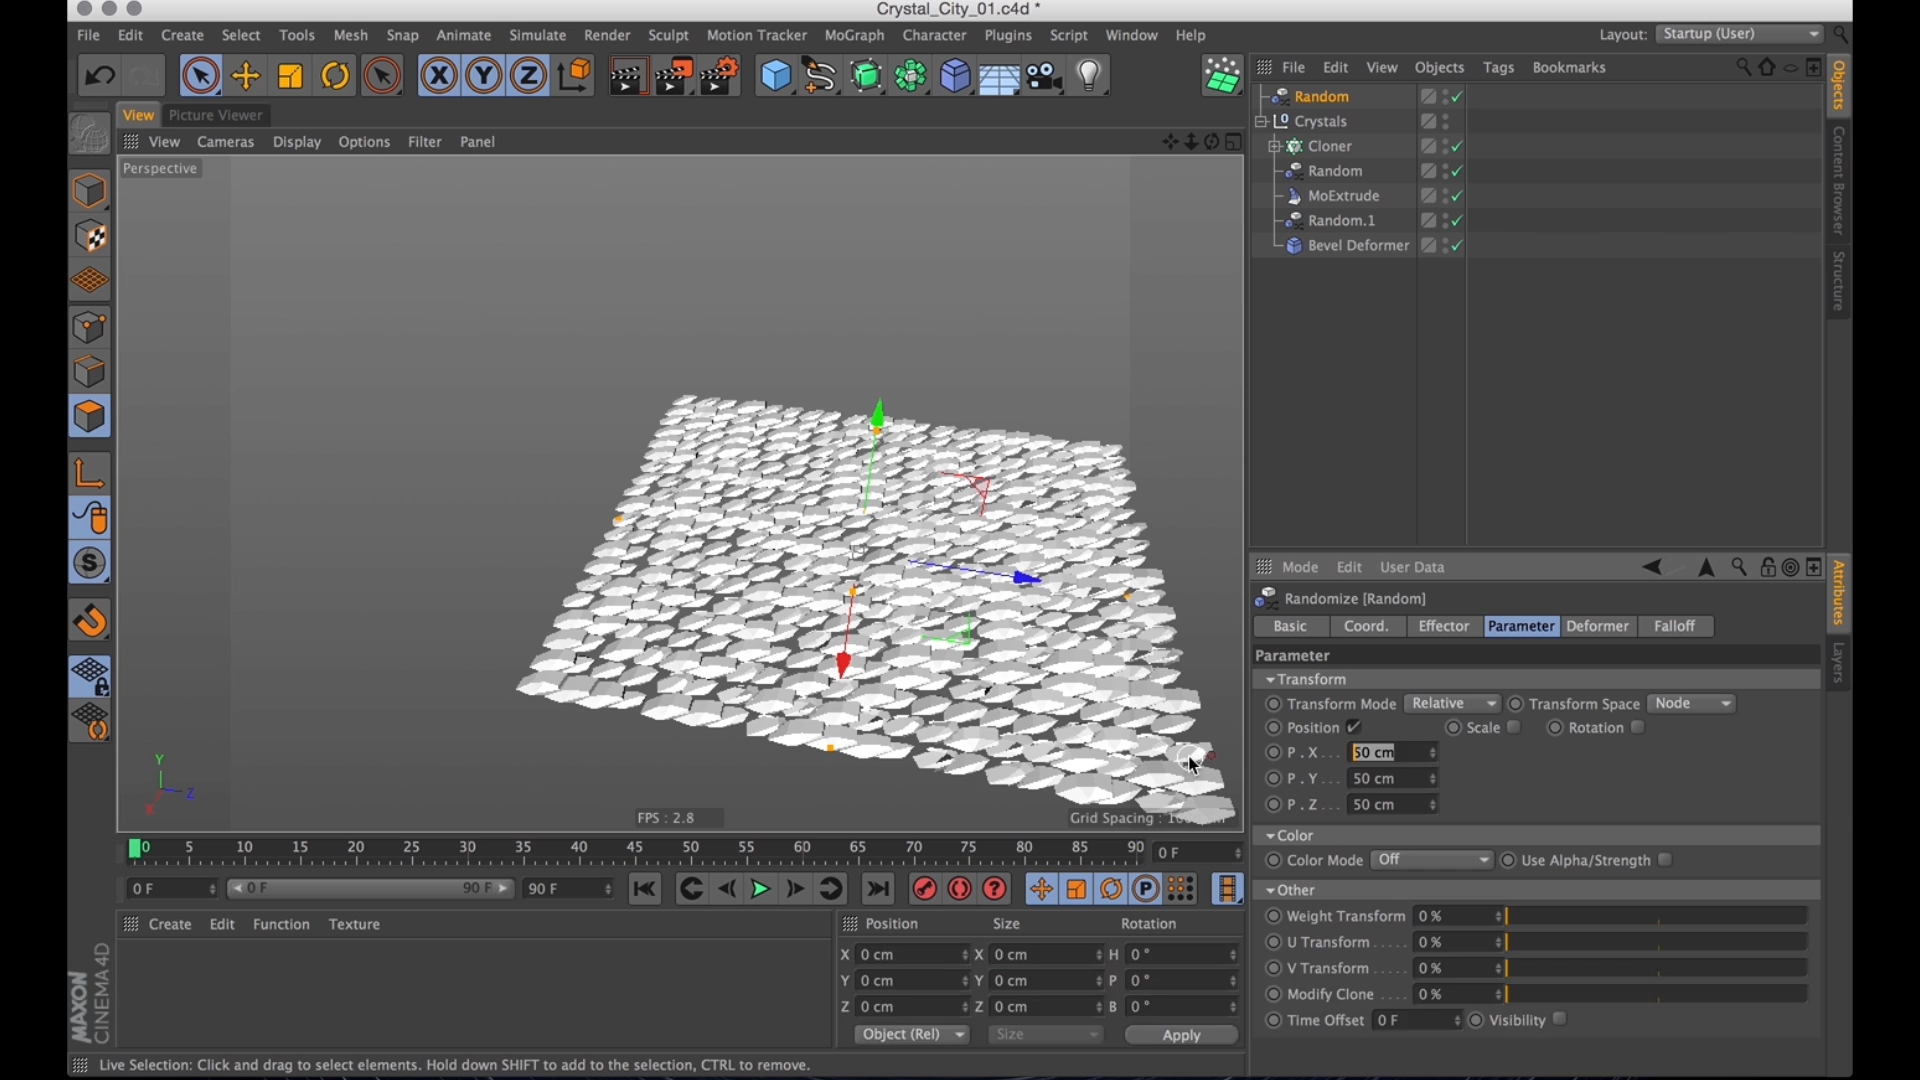 Crystal_City_01.c4d *
File Edit Create Select Tools Mesh Snap Animate Simulate Render Sculpt Motion Tracker MoGraph Character Plugins Script Window Help Layout: Startup (User)
X Y Z
File Edit View Objects Tags Bookmarks
View Picture Viewer
View Cameras Display Options Filter Panel
Perspective
Random
Crystals
Cloner
Random
MoExtrude
Random.1
Bevel Deformer
Objects
Content Browser
Structure
Mode Edit User Data
Randomize [Random]
Basic Coord. Effector Parameter Deformer Falloff
Parameter
Transform
Transform Mode Relative Transform Space Node
Position Scale Rotation
P . X . . . 50 cm
P . Y . . . 50 cm
P . Z . . . 50 cm
Color
Color Mode Off Use Alpha/Strength
Other
Weight Transform 0 %
U Transform . . . . . 0 %
V Transform . . . . . 0 %
Modify Clone . . . . 0 %
Time Offset 0 F Visibility
Attributes
Layers
Y
Z
X
FPS : 2.8
Grid Spacing :
0 5 10 15 20 25 30 35 40 45 50 55 60 65 70 75 80 85 90 0 F
0 F 0 F 90 F 90 F
P
Create Edit Function Texture
Position Size Rotation
X 0 cm X 0 cm H 0 °
Y 0 cm Y 0 cm P 0 °
Z 0 cm Z 0 cm B 0 °
Object (Rel) Size Apply
MAXON
CINEMA 4D
Live Selection: Click and drag to select elements. Hold down SHIFT to add to the selection, CTRL to remove.